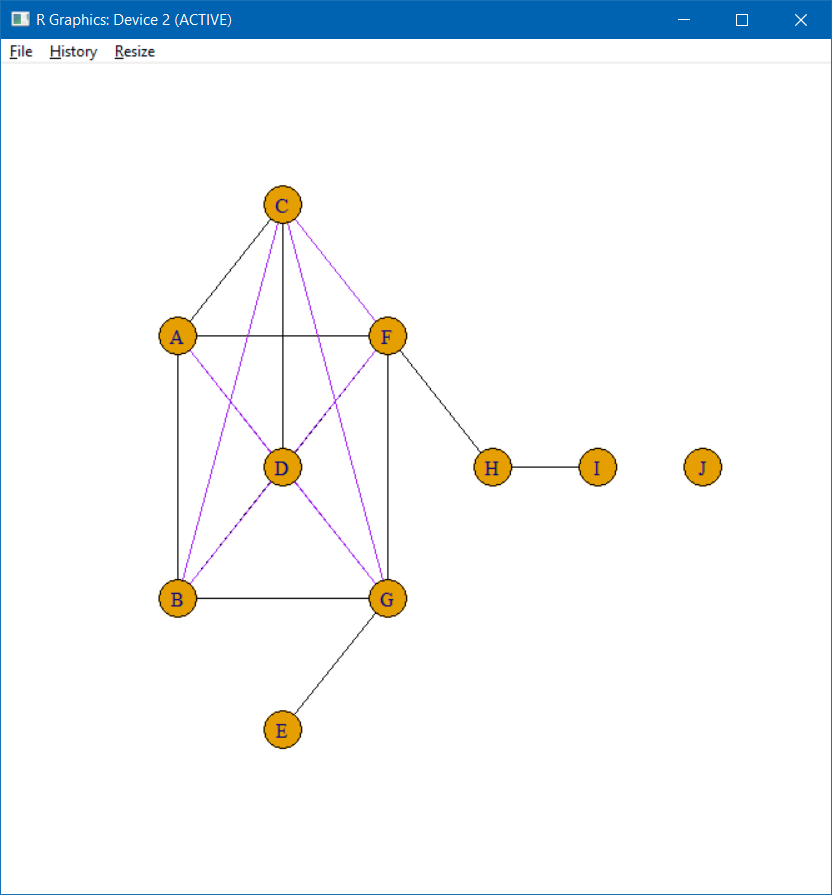 R Graphics: Device 2 (ACTIVE)
File History Resize
C
A F
D H I J
B G
E